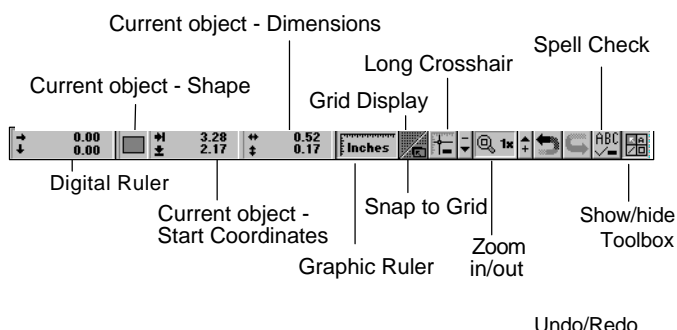 Current object - Dimensions
Spell Check
Long Crosshair
Current object - Shape
Grid Display
0.00 3.28 0.52 Inches 1x ABC
0.00 2.17 0.17
Digital Ruler
Current object -
Start Coordinates
Snap to Grid
Show/hide
Toolbox
Graphic Ruler
Zoom
in/out
Undo/Redo